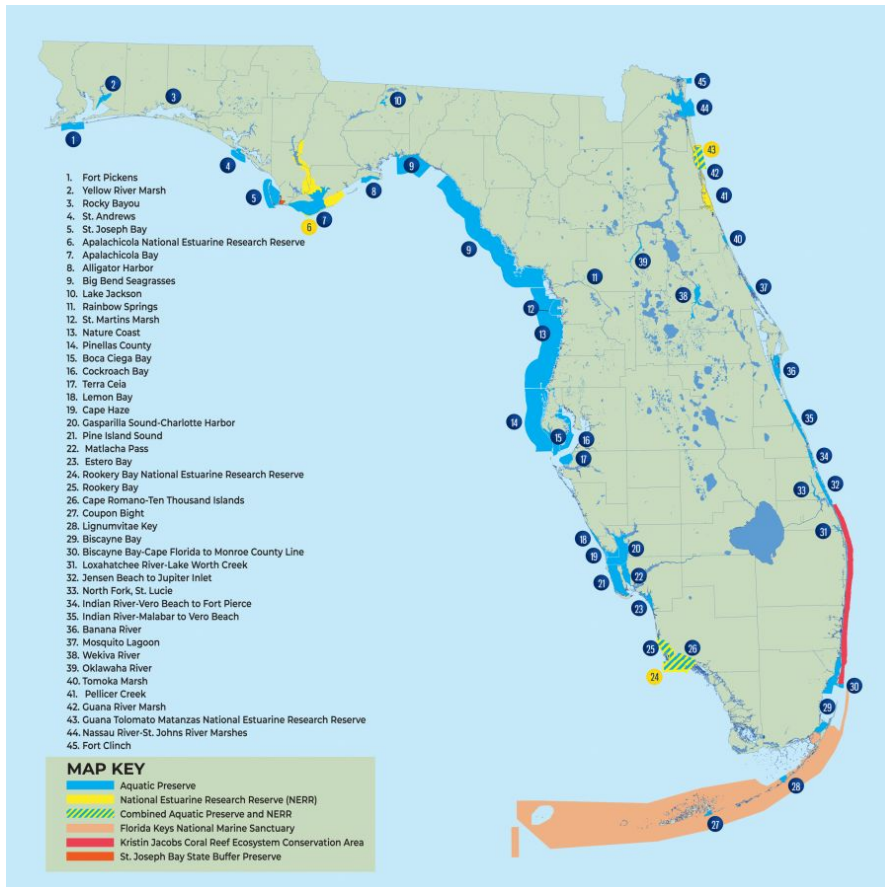 1. Fort Pickens
2. Yellow River Marsh
3. Rocky Bayou
4. St. Andrews
5. St. Joseph Bay
6. Apalachicola National Estuarine Research Reserve
7. Apalachicola Bay
8. Alligator Harbor
9. Big Bend Seagrasses
10. Lake Jackson
11. Rainbow Springs
12. St. Martins Marsh
13. Nature Coast
14. Pinellas County
15. Boca Ciega Bay
16. Cockroach Bay
17. Terra Ceia
18. Lemon Bay
19. Cape Haze
20. Gasparilla Sound-Charlotte Harbor
21. Pine Island Sound
22. Matlacha Pass
23. Estero Bay
24. Rookery Bay National Estuarine Research Reserve
25. Rookery Bay
26. Cape Romano-Ten Thousand Islands
27. Coupon Bight
28. Lignumvitae Key
29. Biscayne Bay
30. Biscayne Bay-Cape Florida to Monroe County Line
31. Loxahatchee River-Lake Worth Creek
32. Jensen Beach to Jupiter Inlet
33. North Fork, St. Lucie
34. Indian River-Vero Beach to Fort Pierce
35. Indian River-Malabar to Vero Beach
36. Banana River
37. Mosquito Lagoon
38. Wekiva River
39. Oklawaha River
40. Tomoka Marsh
41. Pellicer Creek
42. Guana River Marsh
43. Guana Tolomato Matanzas National Estuarine Research Reserve
44. Nassau River-St. Johns River Marshes
45. Fort Clinch
MAP KEY
Aquatic Preserve
National Estuarine Research Reserve (NERR)
Combined Aquatic Preserve and NERR
Florida Keys National Marine Sanctuary
Kristin Jacobs Coral Reef Ecosystem Conservation Area
St. Joseph Bay State Buffer Preserve
1
2
3
4
5
6
7
8
9
10
9
11
12
13
14
15
16
17
18
19
20
21
22
23
24
25
26
27
28
29
30
31
32
33
34
35
36
37
38
39
40
41
42
43
44
45